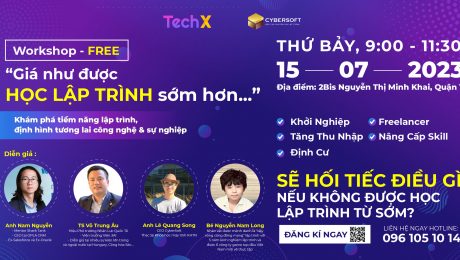 TechX
CYBERSOFT
Workshop - FREE
“Giá như được
HỌC LẬP TRÌNH sớm hơn...”
Khám phá tiềm năng lập trình,
định hình tương lai công nghệ & sự nghiệp
Diễn giả :
Anh Nam Nguyễn
TS Võ Trung Âu
Anh Lê Quang Song
Bé Nguyễn Nam Long
THỨ BẢY, 9:00 - 11:30
15 07 2023
Địa điểm: 2Bis Nguyễn Thị Minh Khai, Quận
Khởi Nghiệp
Freelancer
Tăng Thu Nhập
Nâng Cấp Skill
Định Cư
SẼ HỐI TIẾC ĐIỀU GÌ
NẾU KHÔNG ĐƯỢC HỌC
LẬP TRÌNH TỪ SỚM?
ĐĂNG KÍ NGAY
LIÊN HỆ NGAY HOTLINE:
096 105 10 14